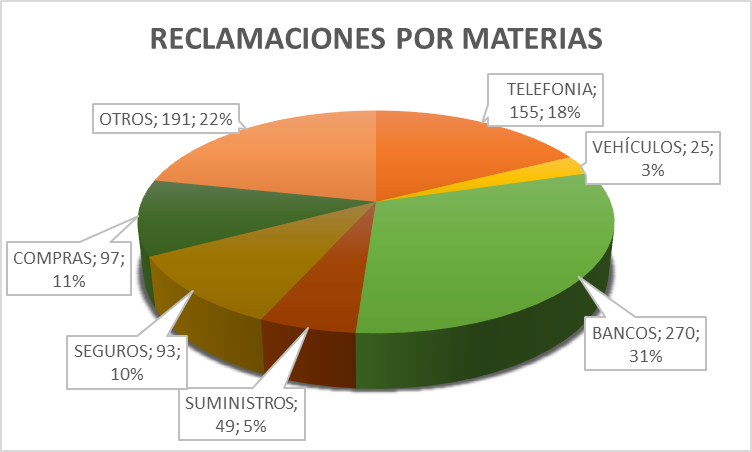 RECLAMACIONES POR MATERIAS
TELEFONIA;
155; 18%
VEHÍCULOS; 25;
3%
BANCOS; 270;
31%
SUMINISTROS;
49; 5%
SEGUROS; 93;
10%
COMPRAS; 97;
11%
OTROS; 191; 22%